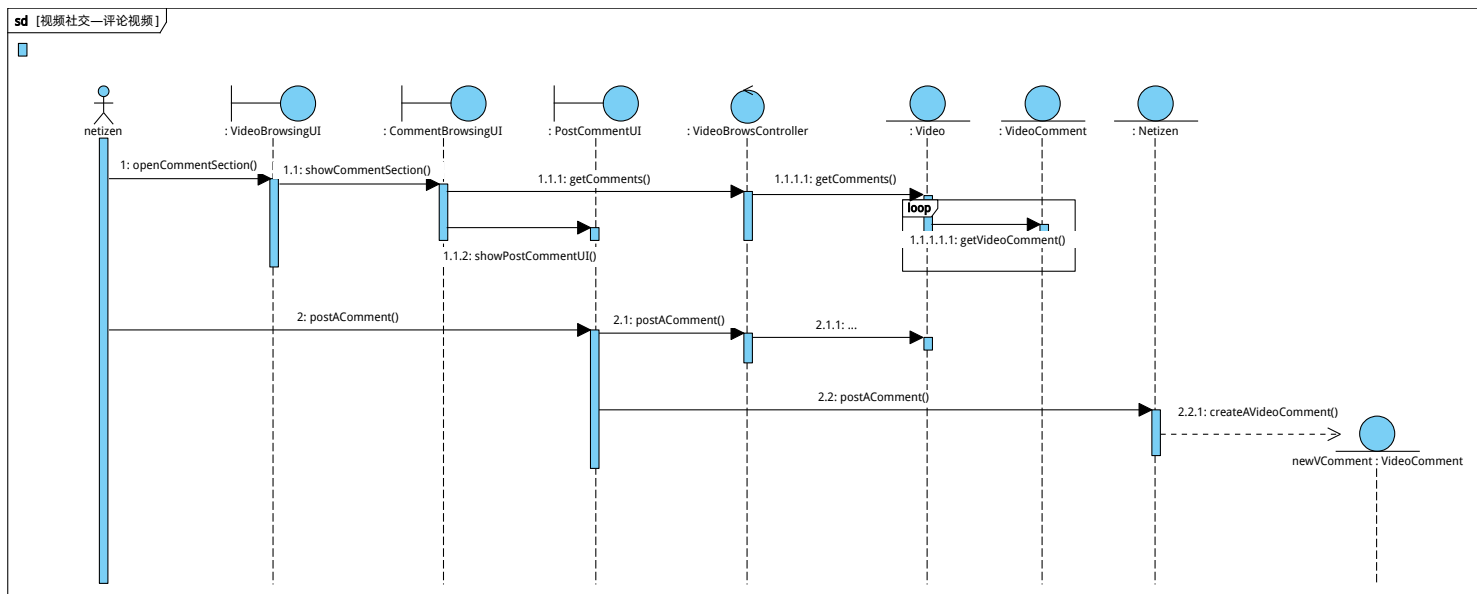 sd [视频社交—评论视频]
netizen
: VideoBrowsingUI
: CommentBrowsingUI
: PostCommentUI
: VideoBrowsController
: Video
: VideoComment
: Netizen
1: openCommentSection()
1.1: showCommentSection()
1.1.1: getComments()
1.1.1.1: getComments()
loop
1.1.1.1.1: getVideoComment()
1.1.2: showPostCommentUI()
2: postAComment()
2.1: postAComment()
2.1.1: ...
2.2: postAComment()
2.2.1: createAVideoComment()
newVComment : VideoComment